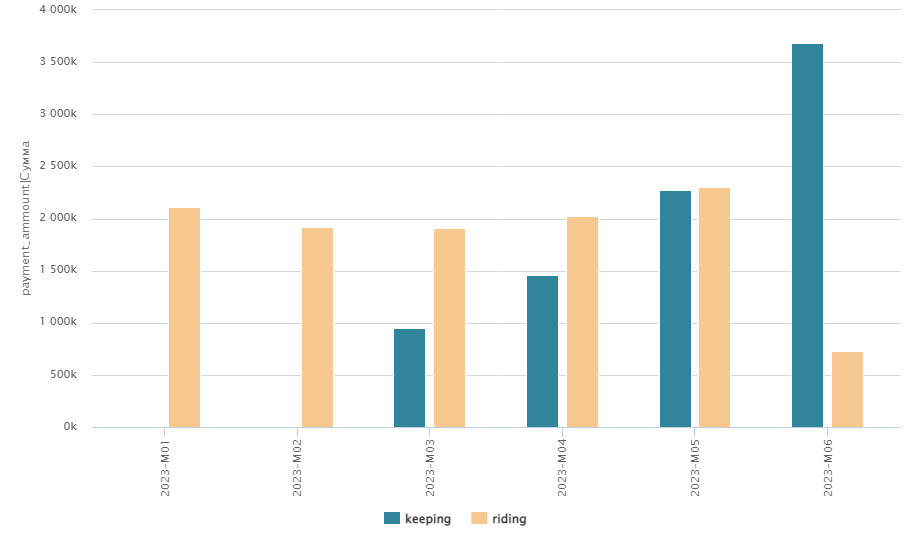 4 000k
3 500k
3 000k
2 500k
2 000k
1 500k
1 000k
500k
0k
payment_ammount|Сумма
2023-M01
2023-M02
2023-M03
2023-M04
2023-M05
2023-M06
keeping
riding